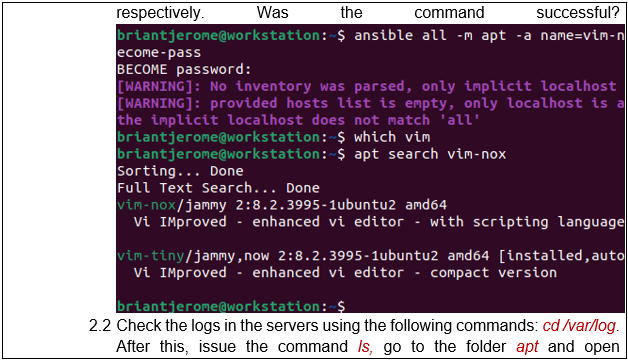 respectively. Was the command successful?
briantjerome@workstation:~$ ansible all -m apt -a name=vim-n
ecome-pass
BECOME password:
[WARNING]: No inventory was parsed, only implicit localhost
[WARNING]: provided hosts list is empty, only localhost is a
the implicit localhost does not match 'all'
briantjerome@workstation:~$ which vim
briantjerome@workstation:~$ apt search vim-nox
Sorting... Done
Full Text Search... Done
vim-nox/jammy 2:8.2.3995-1ubuntu2 amd64
  Vi IMproved - enhanced vi editor - with scripting language
vim-tiny/jammy,now 2:8.2.3995-1ubuntu2 amd64 [installed,auto
  Vi IMproved - enhanced vi editor - compact version
briantjerome@workstation:~$
2.2 Check the logs in the servers using the following commands: cd /var/log.
After this, issue the command ls, go to the folder apt and open